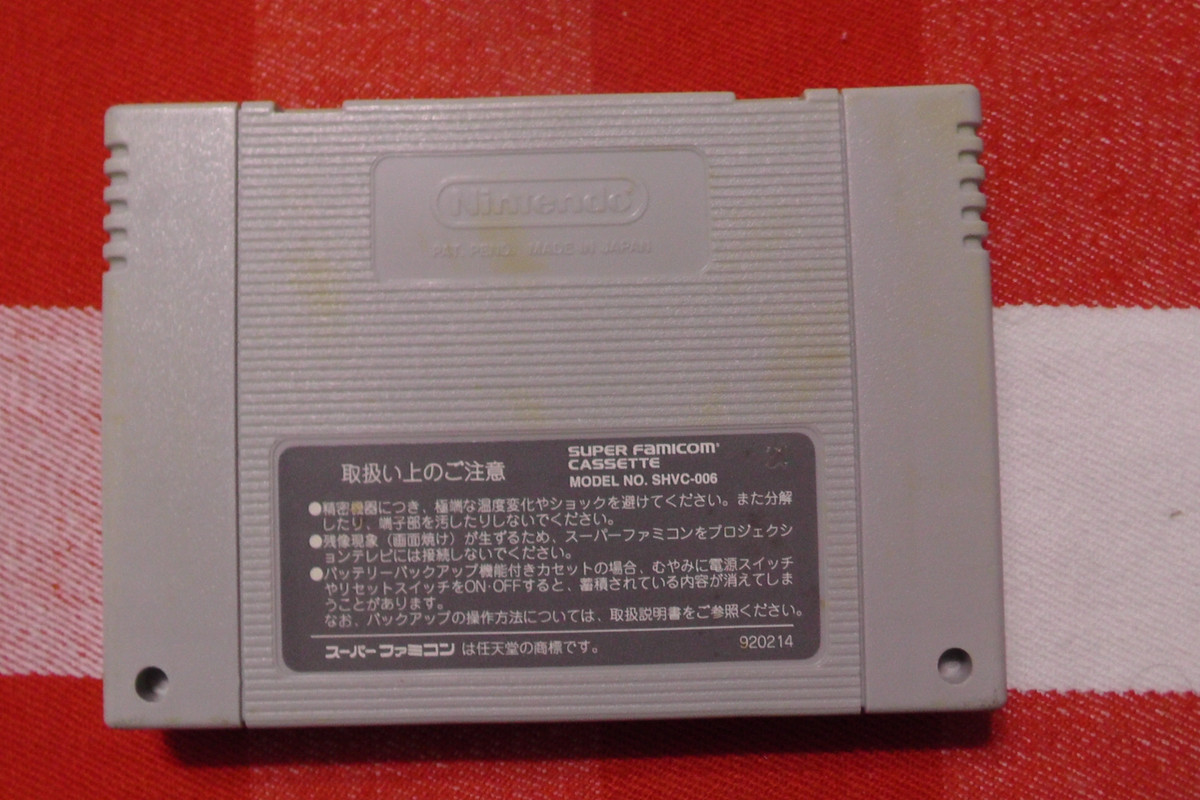 Nintendo
PAT. PEND. MADE IN JAPAN
取扱い上のご注意
SUPER FAMICOM
CASSETTE
MODEL NO. SHVC-006
●精密機器につき、極端な温度変化やショックを避けてください。また分解
したり、端子部を汚したりしないでください。
●残像現象(画面焼け)が生ずるため、スーパーファミコンをプロジェクシ
ョンテレビには接続しないでください。
●バッテリーバックアップ機能付きカセットの場合、むやみに電源スイッチ
やリセットスイッチをON·OFFすると、蓄積されている内容が消えてしま
うことがあります。
なお、バックアップの操作方法については、取扱説明書をご参照ください。
スーパーファミコン は任天堂の商標です。
920214